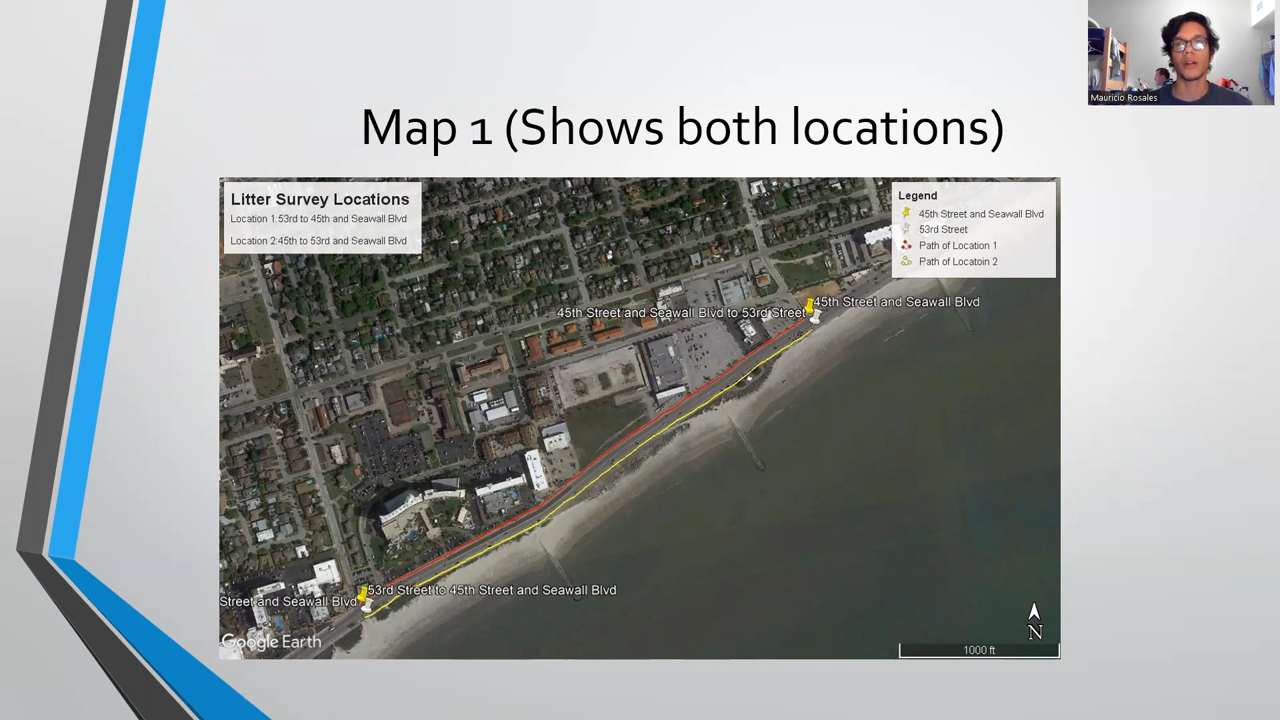 Mauricio Rosales
Map 1 (Shows both locations)
Litter Survey Locations
Location 1:53rd to 45th and Seawall Blvd
Location 2:45th to 53rd and Seawall Blvd
Legend
45th Street and Seawall Blvd
53rd Street
Path of Location 1
Path of Locatoin 2
45th Street and Seawall Blvd
45th Street and Seawall Blvd to 53rd Street
53rd Street to 45th Street and Seawall Blvd
Street and Seawall Blvd
Google Earth
N
1000 ft